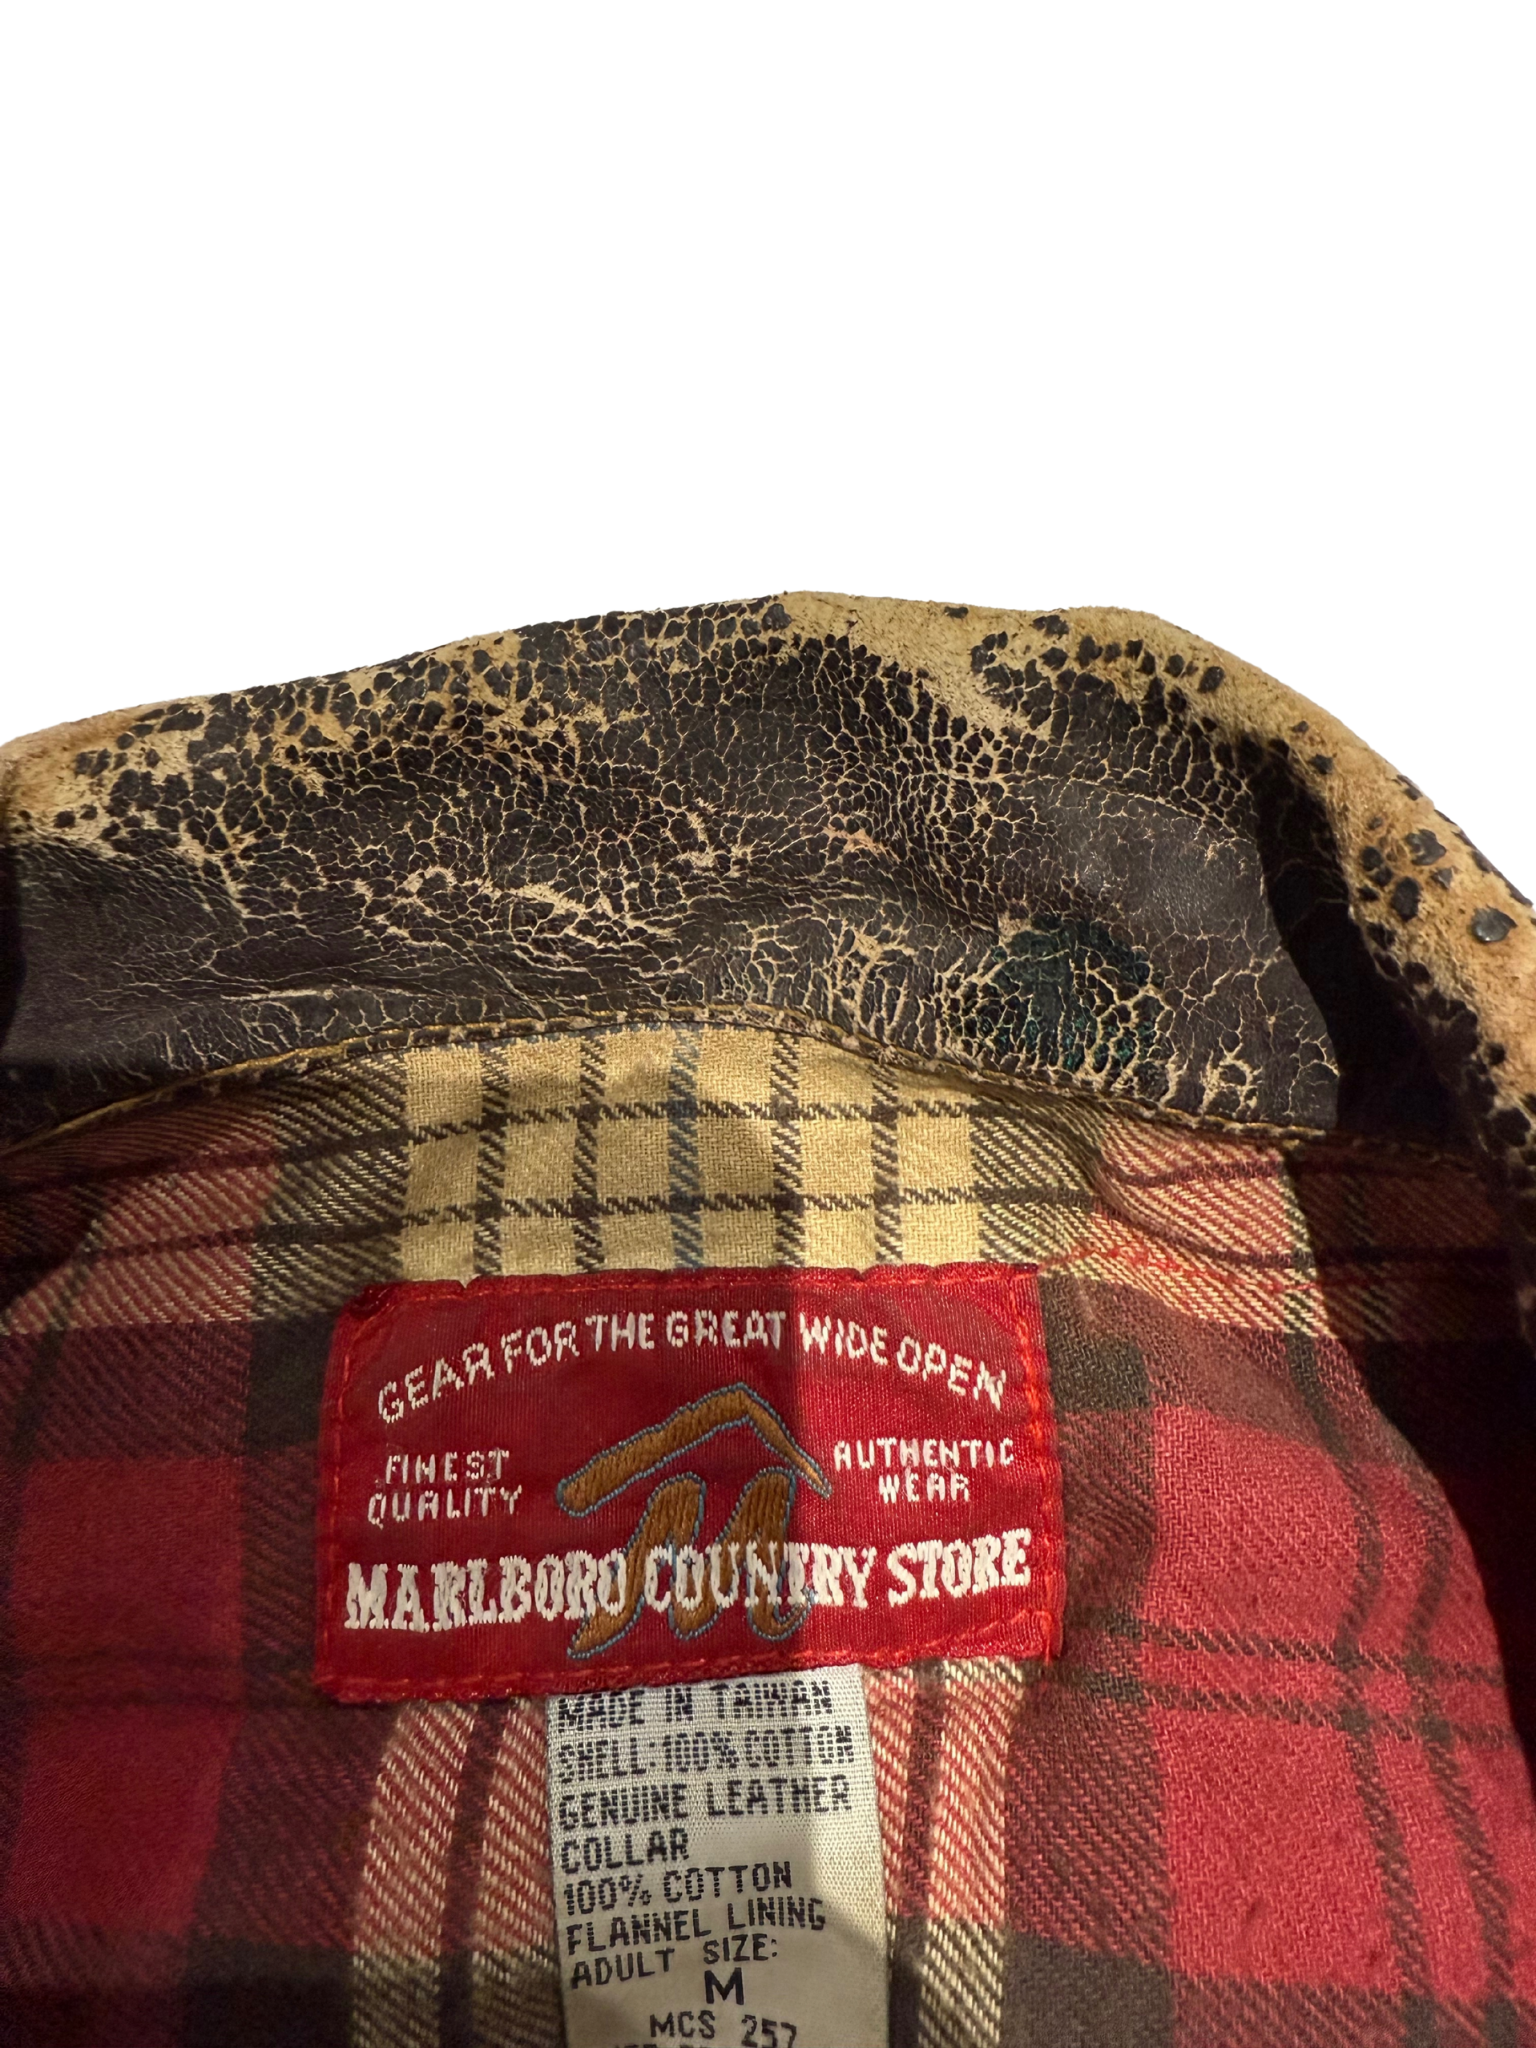 GEAR FOR THE GREAT WIDE OPEN
FINEST
QUALITY
AUTHENTIC
WEAR
MARLBORO COUNTRY STORE
MADE IN TAIWAN
SHELL: 100% COTTON
GENUINE LEATHER
COLLAR
100% COTTON
FLANNEL LINING
ADULT SIZE:
M
MCS 257